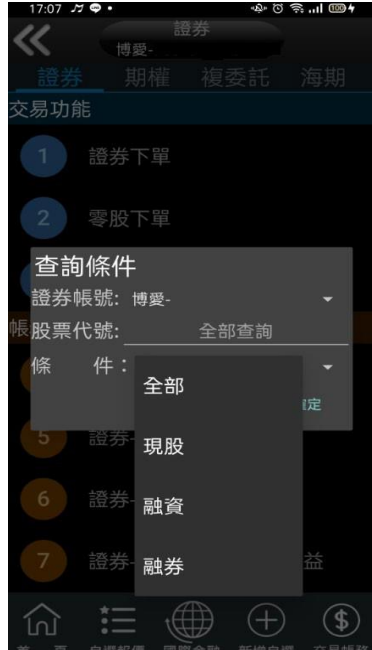 17:07
100
證券
博愛-
證券 期權 複委託 海期
交易功能
1 證券下單
2 零股下單
查詢條件
證券帳號: 博愛-
帳
股票代號: 全部查詢
條 件:
全部
定
現股
5 證券-
融資
6 證券-
融券
7 證券- 益